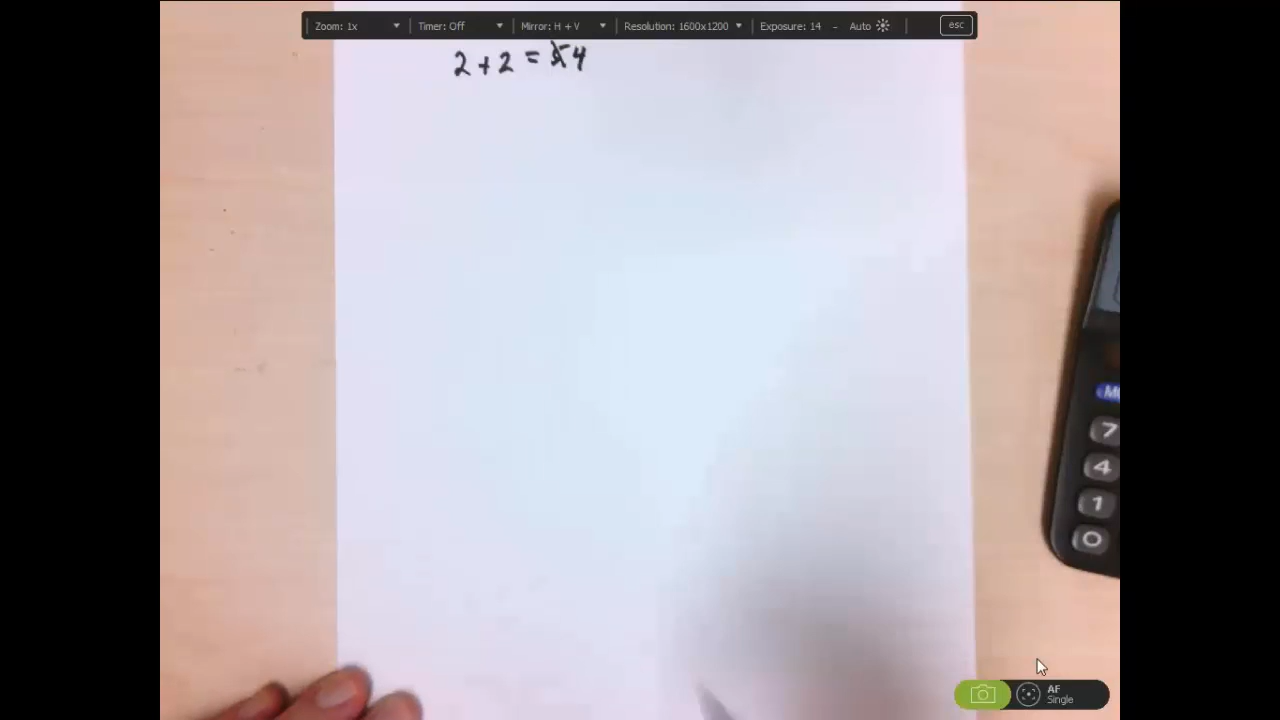 Zoom: 1x Timer: Off Mirror: H + V Resolution: 1600x1200 Exposure: 14 - Auto esc
2 + 2 = 4
7
4
1
0
AF
Single